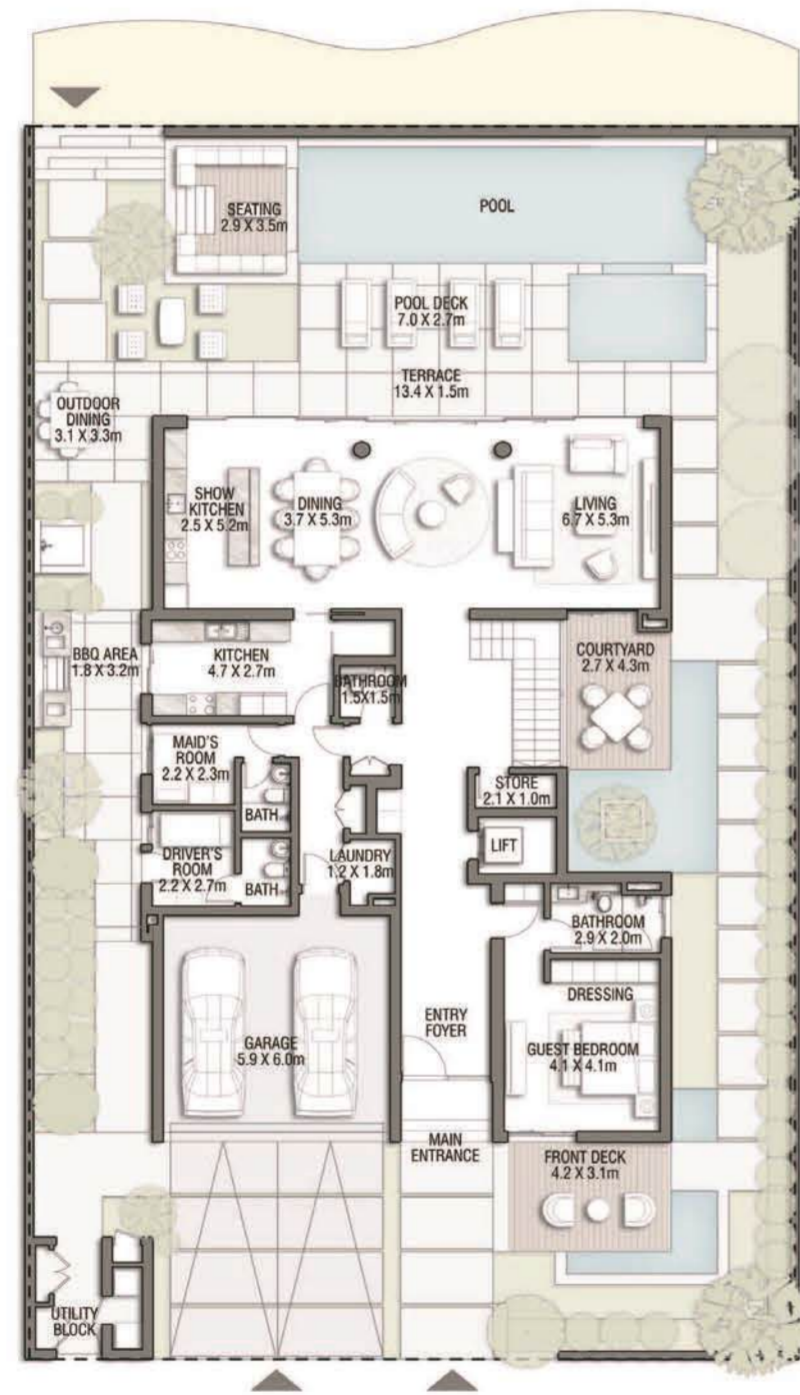 SEATING
2.9 X 3.5m
POOL
POOL DECK
7.0 X 2.7m
TERRACE
13.4 X 1.5m
OUTDOOR
DINING
3.1 X 3.3m
SHOW
KITCHEN
2.5 X 5.2m
DINING
3.7 X 5.3m
LIVING
6.7 X 5.3m
BBQ AREA
1.8 X 3.2m
KITCHEN
4.7 X 2.7m
BATHROOM
1.5X1.5m
COURTYARD
2.7 X 4.3m
MAID'S
ROOM
2.2 X 2.3m
BATH
STORE
2.1 X 1.0m
LIFT
DRIVER'S
ROOM
2.2 X 2.7m
BATH
LAUNDRY
1.2 X 1.8m
BATHROOM
2.9 X 2.0m
DRESSING
ENTRY
FOYER
GARAGE
5.9 X 6.0m
GUEST BEDROOM
4.1 X 4.1m
MAIN
ENTRANCE
FRONT DECK
4.2 X 3.1m
UTILITY
BLOCK